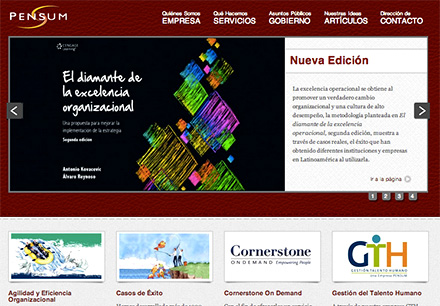 PENSUM
Quiénes Somos
EMPRESA
Qué Hacemos
SERVICIOS
Asuntos Públicos
GOBIERNO
Nuestras Ideas
ARTÍCULOS
Dirección de
CONTACTO
CENGAGE
Learning
El diamante de
la excelencia
organizacional
Una propuesta para mejorar la
implementación de la estrategia
Segunda edición
Antonio Kovacevic
Álvaro Reynoso
Nueva Edición
La excelencia operacional se obtiene al
promover un verdadero cambio
organizacional y una cultura de alto
desempeño, la metodología planteada en El
diamante de la excelencia
operacional, segunda edición, muestra a
través de casos reales, el éxito que han
obtenido diferentes instituciones y empresas
en Latinoamérica al utilizarla.
Ir a la página >
< >
1 2 3 4
Cornerstone
ONDEMAND Empowering People
GTH
GESTIÓN TALENTO HUMANO
Una Empresa PENSUM
Agilidad y Eficiencia
Organizacional
Casos de Éxito
Cornerstone On Demand
Gestión del Talento Humano